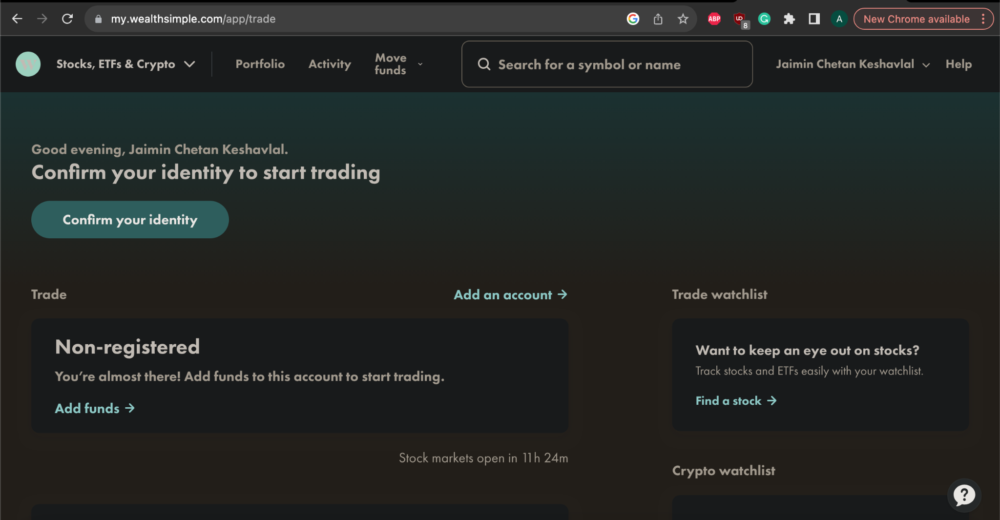 my.wealthsimple.com/app/trade
ABP
8
A
New Chrome available
W
Stocks, ETFs & Crypto
Portfolio
Activity
Move
funds
Search for a symbol or name
Jaimin Chetan Keshavlal
Help
Good evening, Jaimin Chetan Keshavlal.
Confirm your identity to start trading
Confirm your identity
Trade
Add an account →
Trade watchlist
Non-registered
You're almost there! Add funds to this account to start trading.
Add funds →
Want to keep an eye out on stocks?
Track stocks and ETFs easily with your watchlist.
Find a stock →
Stock markets open in 11h 24m
Crypto watchlist
?